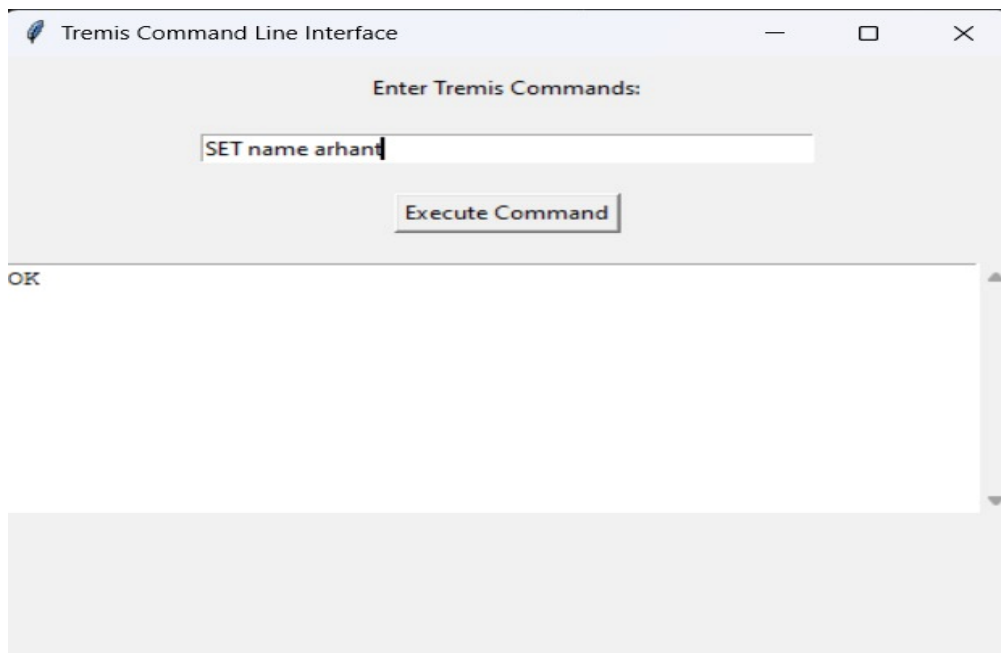 Tremis Command Line Interface
Enter Tremis Commands:
SET name arhant
Execute Command
OK